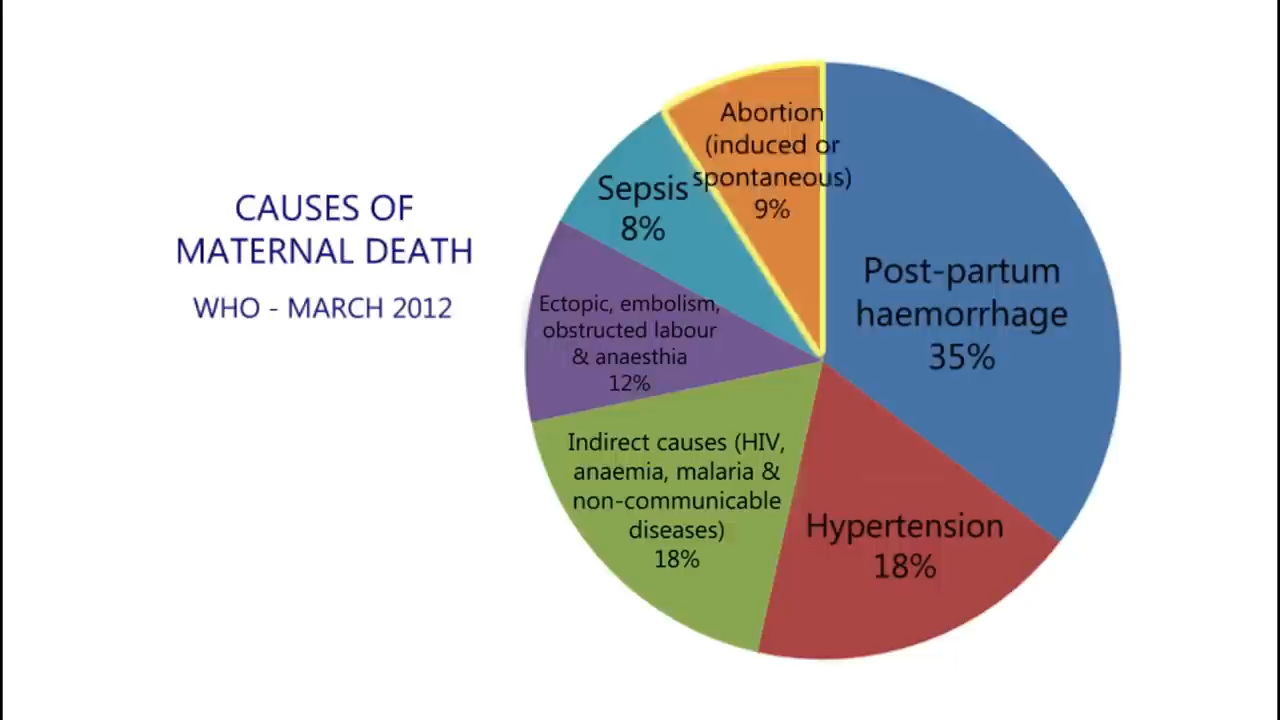 CAUSES OF
MATERNAL DEATH
WHO - MARCH 2012
Abortion
(induced or
spontaneous)
9%
Sepsis
8%
Post-partum
haemorrhage
35%
Ectopic, embolism,
obstructed labour
& anaesthia
12%
Indirect causes (HIV,
anaemia, malaria &
non-communicable
diseases)
18%
Hypertension
18%